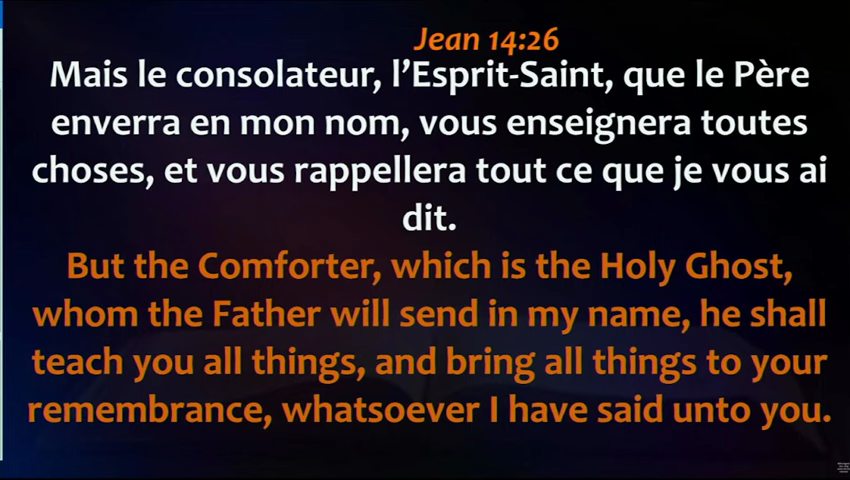 Jean 14:26
Mais le consolateur, l’Esprit-Saint, que le Père
enverra en mon nom, vous enseignera toutes
choses, et vous rappellera tout ce que je vous ai
dit.
But the Comforter, which is the Holy Ghost,
whom the Father will send in my name, he shall
teach you all things, and bring all things to your
remembrance, whatsoever I have said unto you.